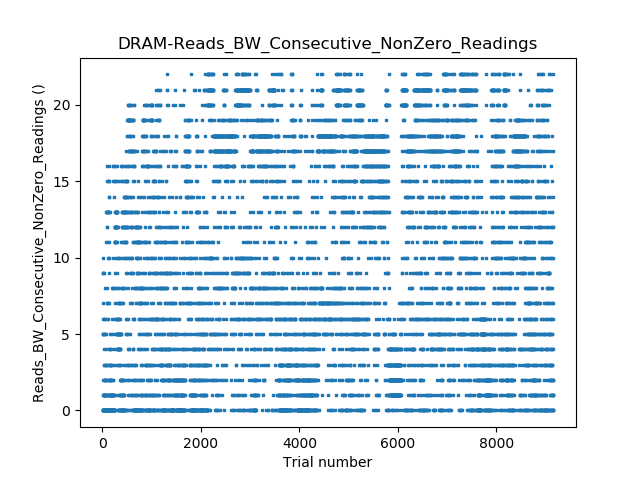 DRAM-Reads_BW_Consecutive_NonZero_Readings
Reads_BW_Consecutive_NonZero_Readings ()
20
15
10
5
0
0 2000 4000 6000 8000
Trial number